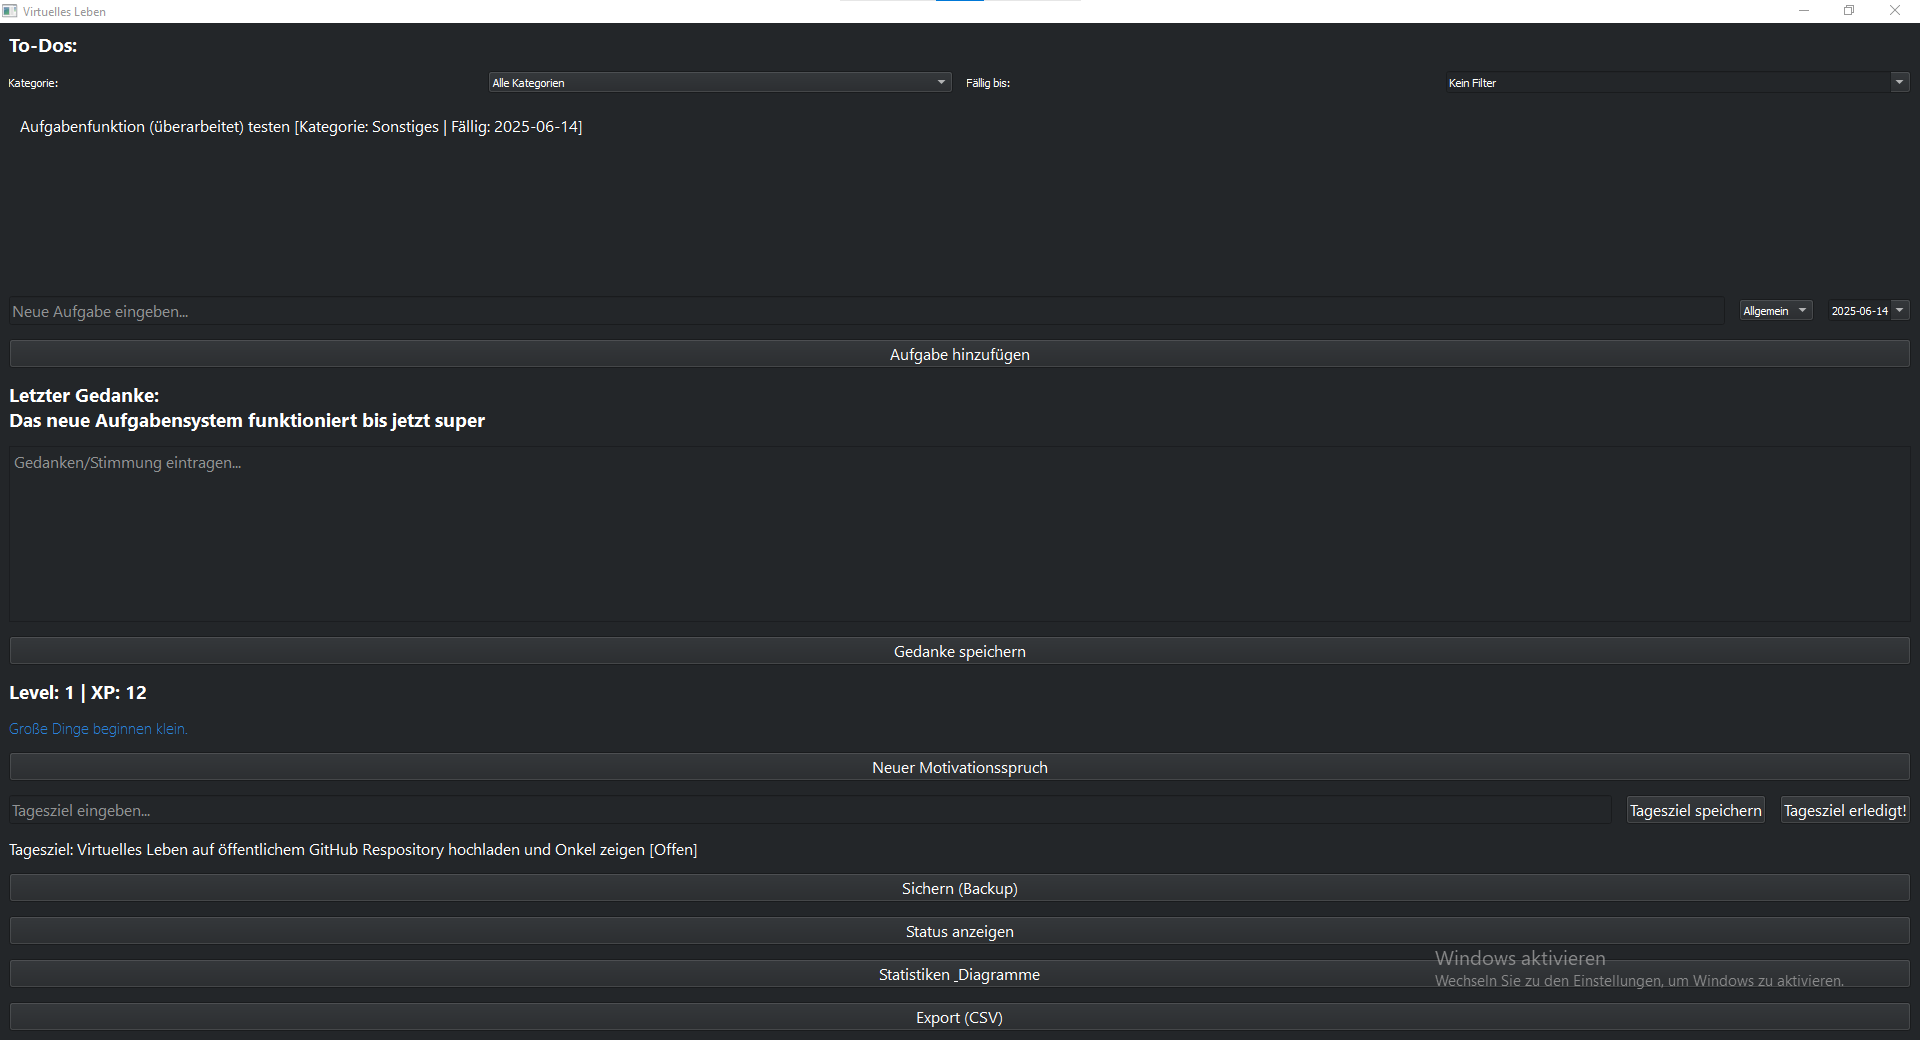 Virtuelles Leben
To-Dos:
Kategorie: Alle Kategorien Fällig bis: Kein Filter
Aufgabenfunktion (überarbeitet) testen [Kategorie: Sonstiges | Fällig: 2025-06-14]
Neue Aufgabe eingeben... Allgemein 2025-06-14
Aufgabe hinzufügen
Letzter Gedanke:
Das neue Aufgabensystem funktioniert bis jetzt super
Gedanken/Stimmung eintragen...
Gedanke speichern
Level: 1 | XP: 12
Große Dinge beginnen klein.
Neuer Motivationsspruch
Tagesziel eingeben... Tagesziel speichern Tagesziel erledigt!
Tagesziel: Virtuelles Leben auf öffentlichem GitHub Respository hochladen und Onkel zeigen [Offen]
Sichern (Backup)
Status anzeigen
Windows aktivieren
Statistiken _Diagramme
Wechseln Sie zu den Einstellungen, um Windows zu aktivieren.
Export (CSV)